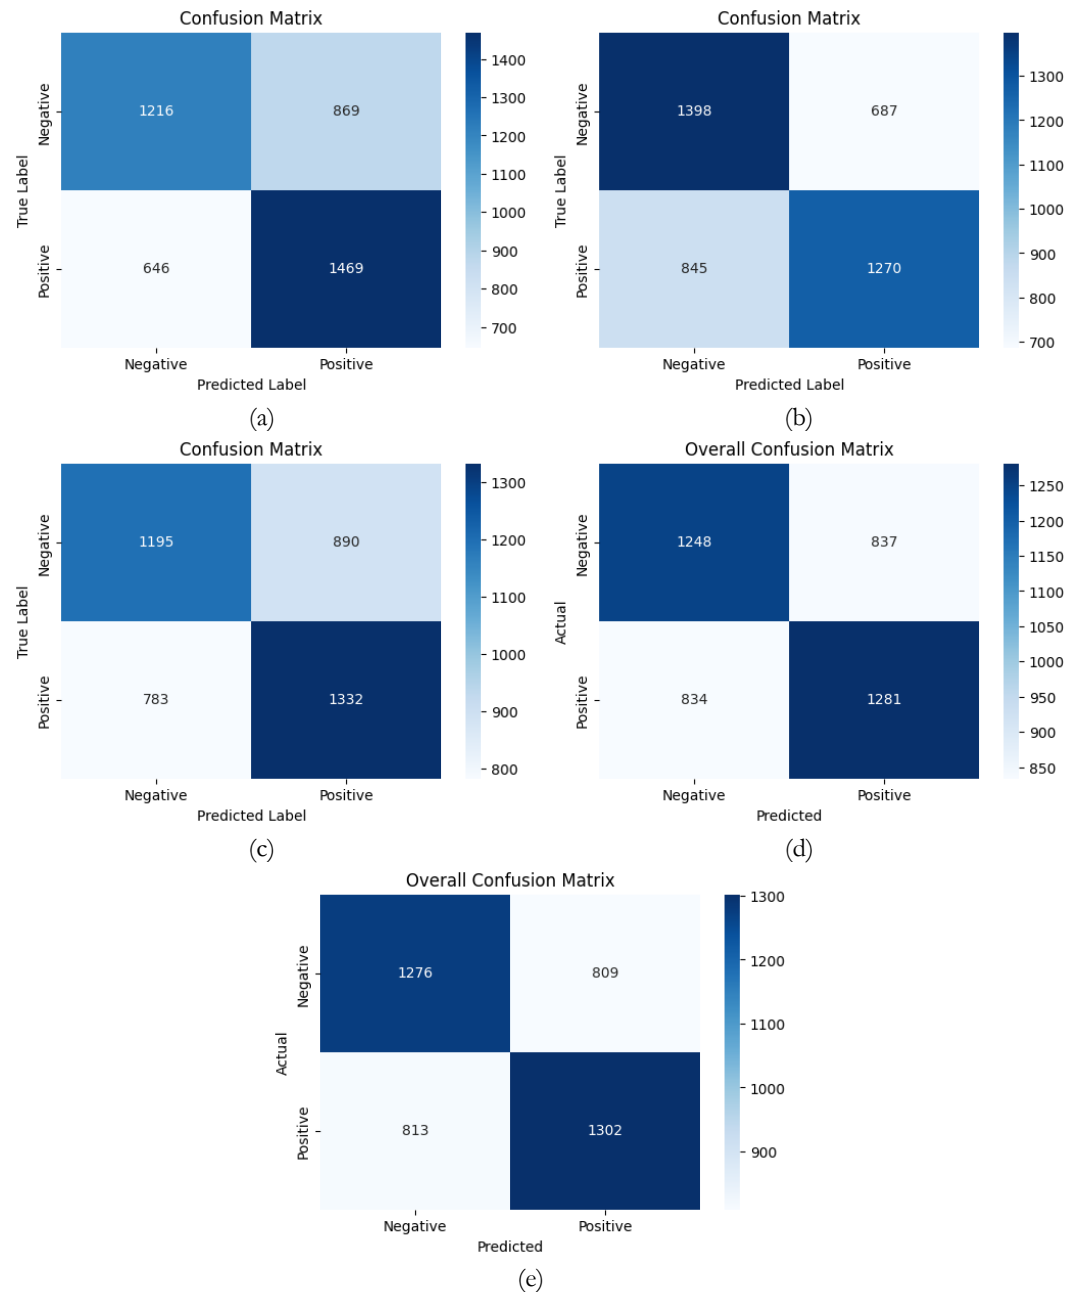 Confusion Matrix
Negative
Positive
True Label
1216 869
646 1469
Negative Positive
Predicted Label
1400
1300
1200
1100
1000
900
800
700
(a)
Confusion Matrix
Negative
Positive
True Label
1398 687
845 1270
Negative Positive
Predicted Label
1300
1200
1100
1000
900
800
700
(b)
Confusion Matrix
Negative
Positive
True Label
1195 890
783 1332
Negative Positive
Predicted Label
1300
1200
1100
1000
900
800
(c)
Overall Confusion Matrix
Negative
Positive
Actual
1248 837
834 1281
Negative Positive
Predicted
1250
1200
1150
1100
1050
1000
950
900
850
(d)
Overall Confusion Matrix
Negative
Positive
Actual
1276 809
813 1302
Negative Positive
Predicted
1300
1200
1100
1000
900
(e)